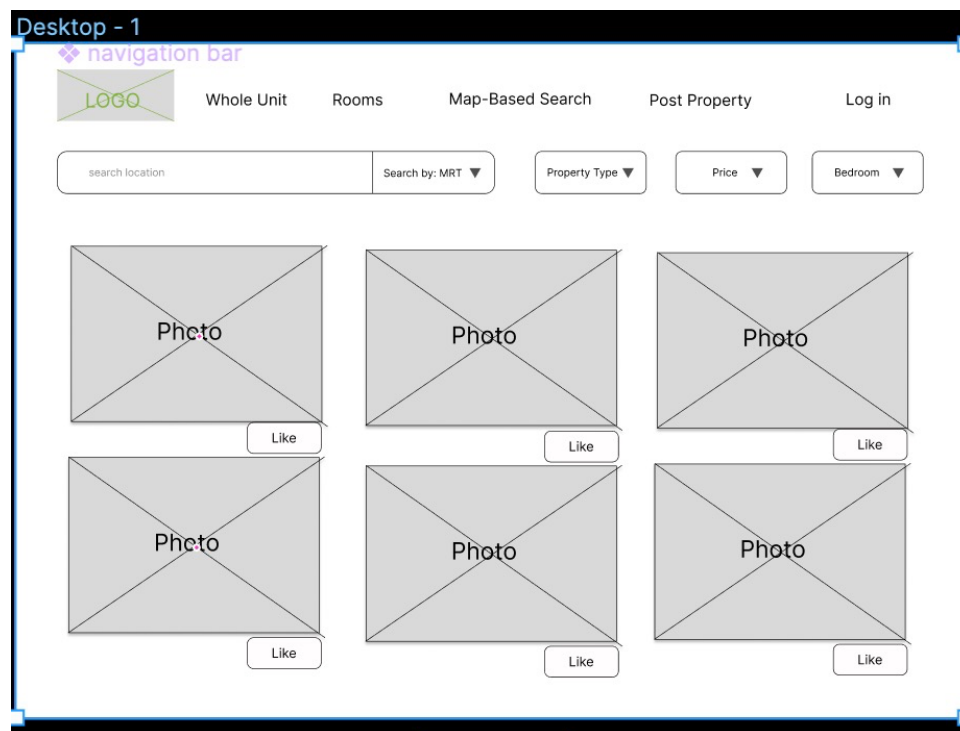 Desktop - 1
navigation bar
LOGO Whole Unit Rooms Map-Based Search Post Property Log in
search location Search by: MRT Property Type Price Bedroom
Photo Photo Photo
Like Like Like
Photo Photo Photo
Like Like Like